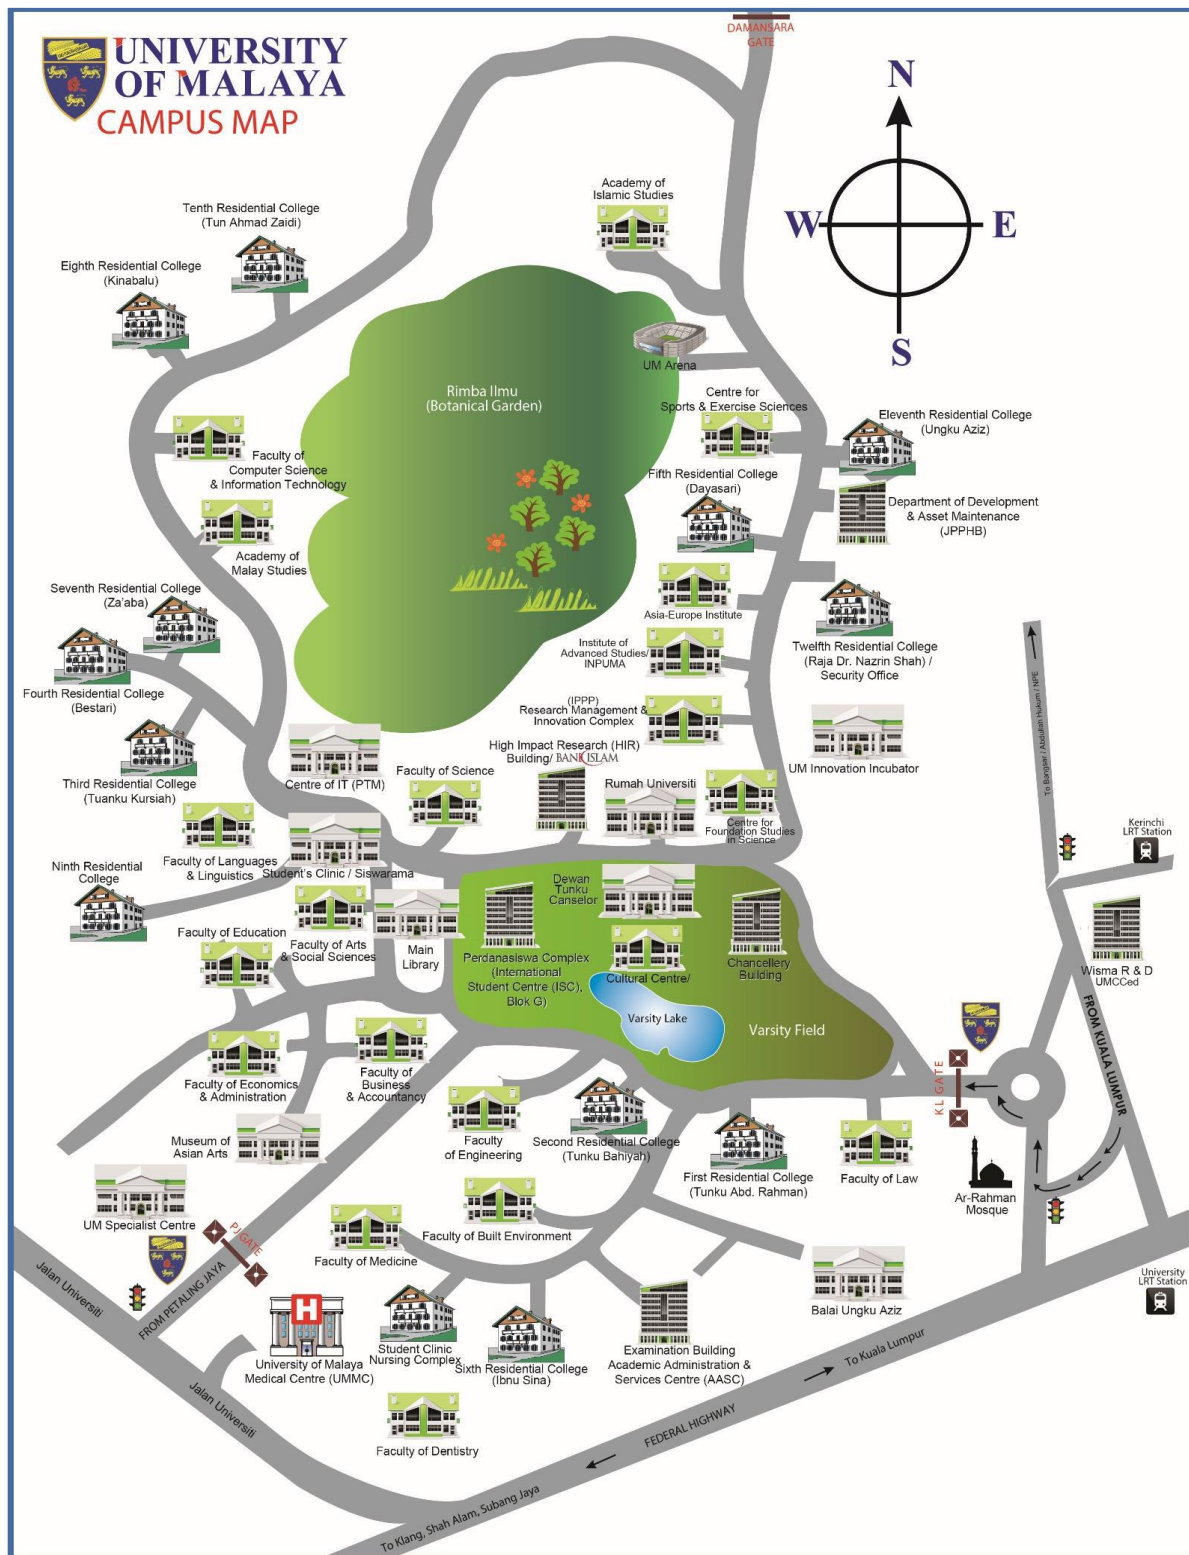 DAMANSARA
GATE
UNIVERSITY
OF MALAYA
CAMPUS MAP
N
W
E
S
Academy of
Islamic Studies
Tenth Residential College
(Tun Ahmad Zaidi)
Eighth Residential College
(Kinabalu)
UM Arena
Rimba Ilmu
(Botanical Garden)
Centre for
Sports & Exercise Sciences
Eleventh Residential College
(Ungku Aziz)
Faculty of
Computer Science
& Information Technology
Fifth Residential College
(Dayasari)
Department of Development
& Asset Maintenance
(JPPHB)
Academy of
Malay Studies
Seventh Residential College
(Za'aba)
Asia-Europe Institute
Institute of
Advanced Studies/
INPUMA
Twelfth Residential College
(Raja Dr. Nazrin Shah) /
Security Office
Fourth Residential College
(Bestari)
(IPPP)
Research Management &
Innovation Complex
To Bangsar / Abdullah Hukum / NPE
High Impact Research (HIR)
Building/ BANK ISLAM
Third Residential College
(Tuanku Kursiah)
Centre of IT (PTM)
Faculty of Science
Rumah Universiti
UM Innovation Incubator
Centre for
Foundation Studies
in Science
Kerinchi
LRT Station
Faculty of Languages
& Linguistics
Student's Clinic / Siswarama
Ninth Residential
College
Dewan
Tunku
Canselor
Faculty of Education
Faculty of Arts
& Social Sciences
Main
Library
Perdanasiswa Complex
(International
Student Centre (ISC),
Blok G)
Cultural Centre/
Chancellery
Building
Wisma R & D
UMCCed
Varsity Lake
Varsity Field
FROM KUALA LUMPUR
K L GATE
Faculty of Economics
& Administration
Faculty of
Business
& Accountancy
Museum of
Asian Arts
Faculty
of Engineering
Second Residential College
(Tunku Bahiyah)
First Residential College
(Tunku Abd. Rahman)
Faculty of Law
Ar-Rahman
Mosque
UM Specialist Centre
PJ GATE
Faculty of Built Environment
Faculty of Medicine
Jalan Universiti
FROM PETALING JAYA
University
LRT Station
Balai Ungku Aziz
H
University of Malaya
Medical Centre (UMMC)
Student Clinic
Nursing Complex
Sixth Residential College
(Ibnu Sina)
Examination Building
Academic Administration &
Services Centre (AASC)
To Kuala Lumpur
Jalan Universiti
Faculty of Dentistry
FEDERAL HIGHWAY
To Klang, Shah Alam, Subang Jaya